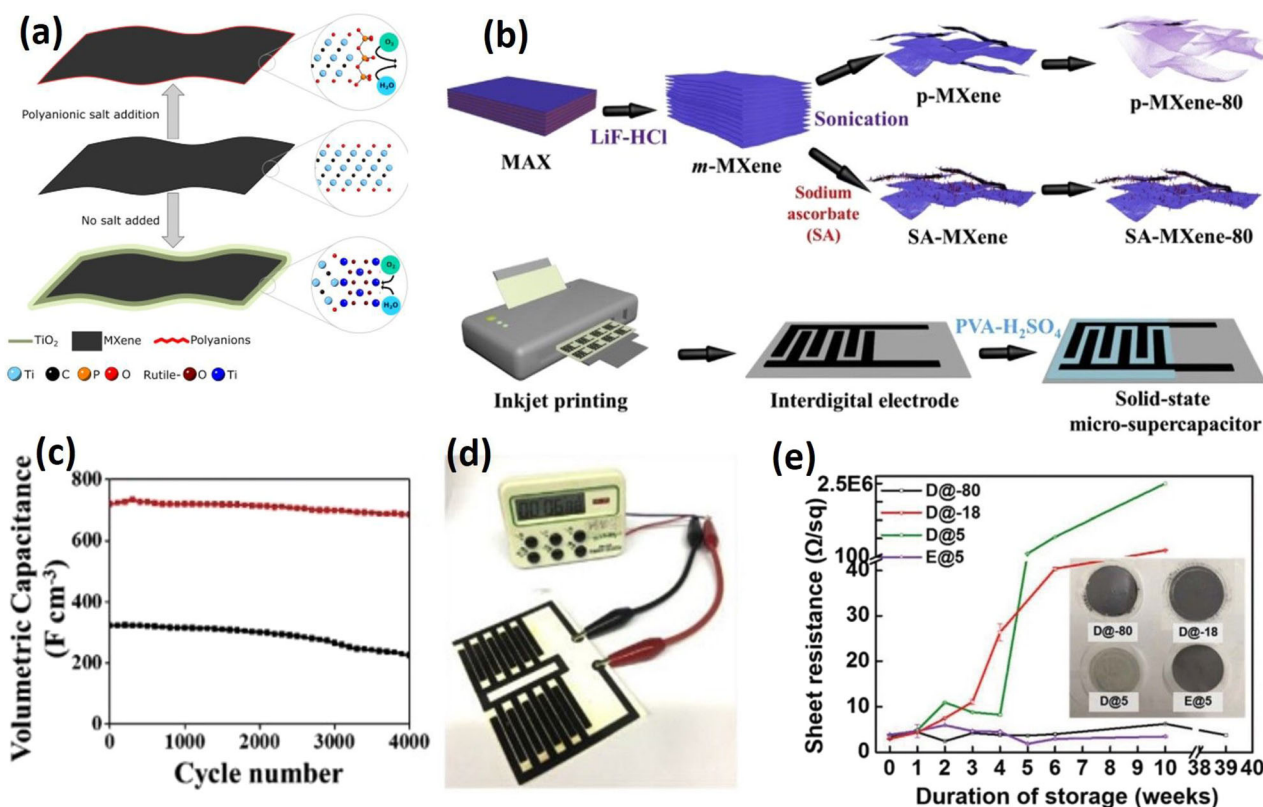 (a)
O₂
H₂O
Polyanionic salt addition
No salt added
O₂
H₂O
TiO₂ MXene Polyanions
Ti C P O Rutile- O Ti
(b)
MAX
LiF-HCl
m-MXene
Sonication
Sodium
ascorbate
(SA)
p-MXene
p-MXene-80
SA-MXene
SA-MXene-80
Inkjet printing
Interdigital electrode
PVA-H₂SO₄
Solid-state
micro-supercapacitor
(c)
Volumetric Capacitance
(F cm⁻³)
800
600
400
200
0
0 1000 2000 3000 4000
Cycle number
(d)
(e)
Sheet resistance (Ω/sq)
2.5E6
100
40
30
20
10
0
D@-80
D@-18
D@5
E@5
D@-80 D@-18
D@5 E@5
0 1 2 3 4 5 6 7 8 9 10 38 39 40
Duration of storage (weeks)